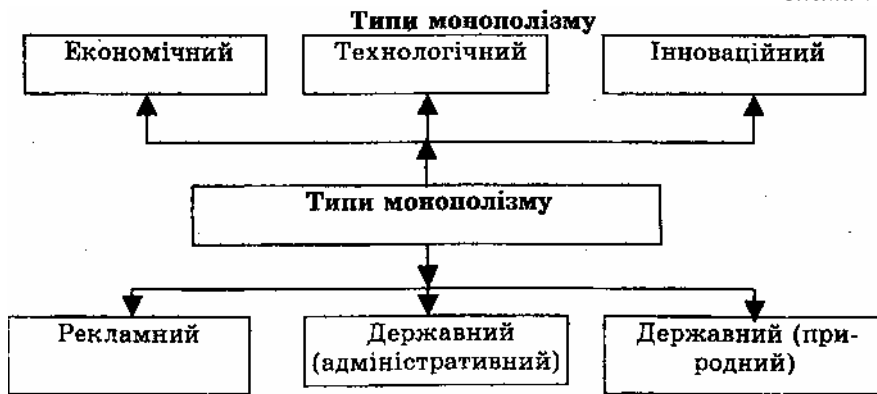 Типи монополізму
Економічний
Технологічний
Інноваційний
Типи монополізму
Рекламний
Державний
(адміністративний)
Державний (при-
родний)